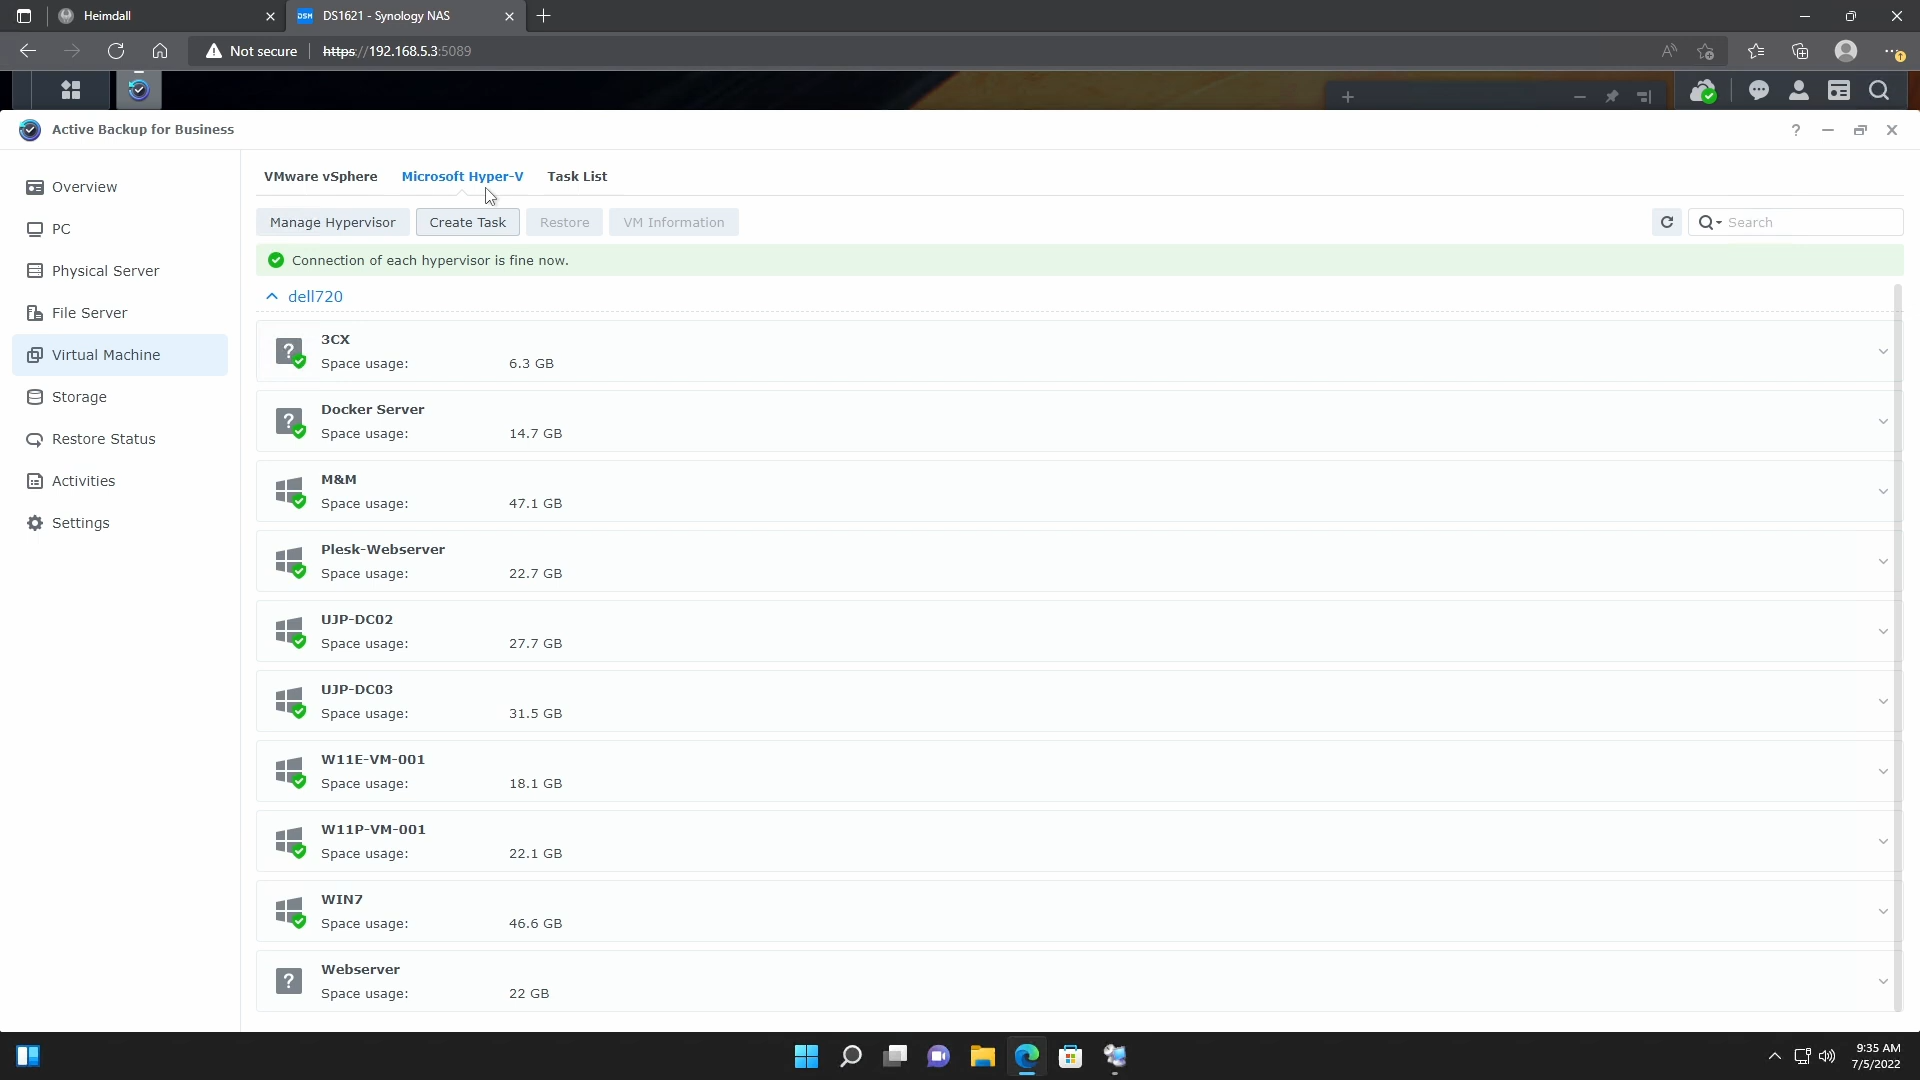 Heimdall
DSM DS1621 - Synology NAS
Not secure https://192.168.5.3:5089
Active Backup for Business
Overview
PC
Physical Server
File Server
Virtual Machine
Storage
Restore Status
Activities
Settings
VMware vSphere Microsoft Hyper-V Task List
Manage Hypervisor Create Task Restore VM Information Search
Connection of each hypervisor is fine now.
dell720
3CX
Space usage: 6.3 GB
Docker Server
Space usage: 14.7 GB
M&M
Space usage: 47.1 GB
Plesk-Webserver
Space usage: 22.7 GB
UJP-DC02
Space usage: 27.7 GB
UJP-DC03
Space usage: 31.5 GB
W11E-VM-001
Space usage: 18.1 GB
W11P-VM-001
Space usage: 22.1 GB
WIN7
Space usage: 46.6 GB
Webserver
Space usage: 22 GB
9:35 AM
7/5/2022